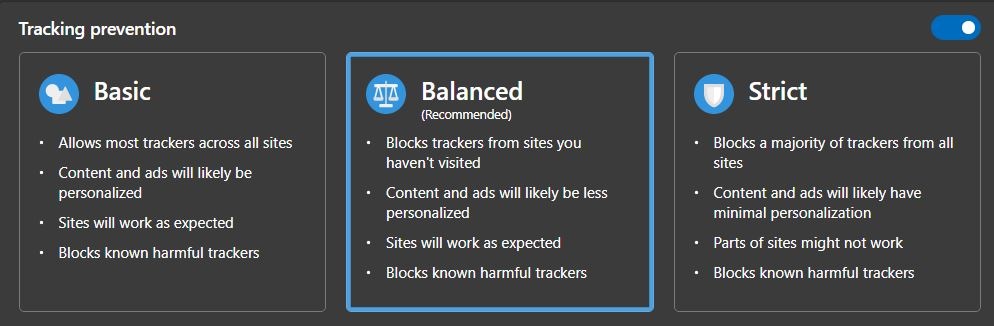 Tracking prevention
Basic
Allows most trackers across all sites
Content and ads will likely be
personalized
Sites will work as expected
Blocks known harmful trackers
Balanced
(Recommended)
Blocks trackers from sites you
haven't visited
Content and ads will likely be less
personalized
Sites will work as expected
Blocks known harmful trackers
Strict
Blocks a majority of trackers from all
sites
Content and ads will likely have
minimal personalization
Parts of sites might not work
Blocks known harmful trackers